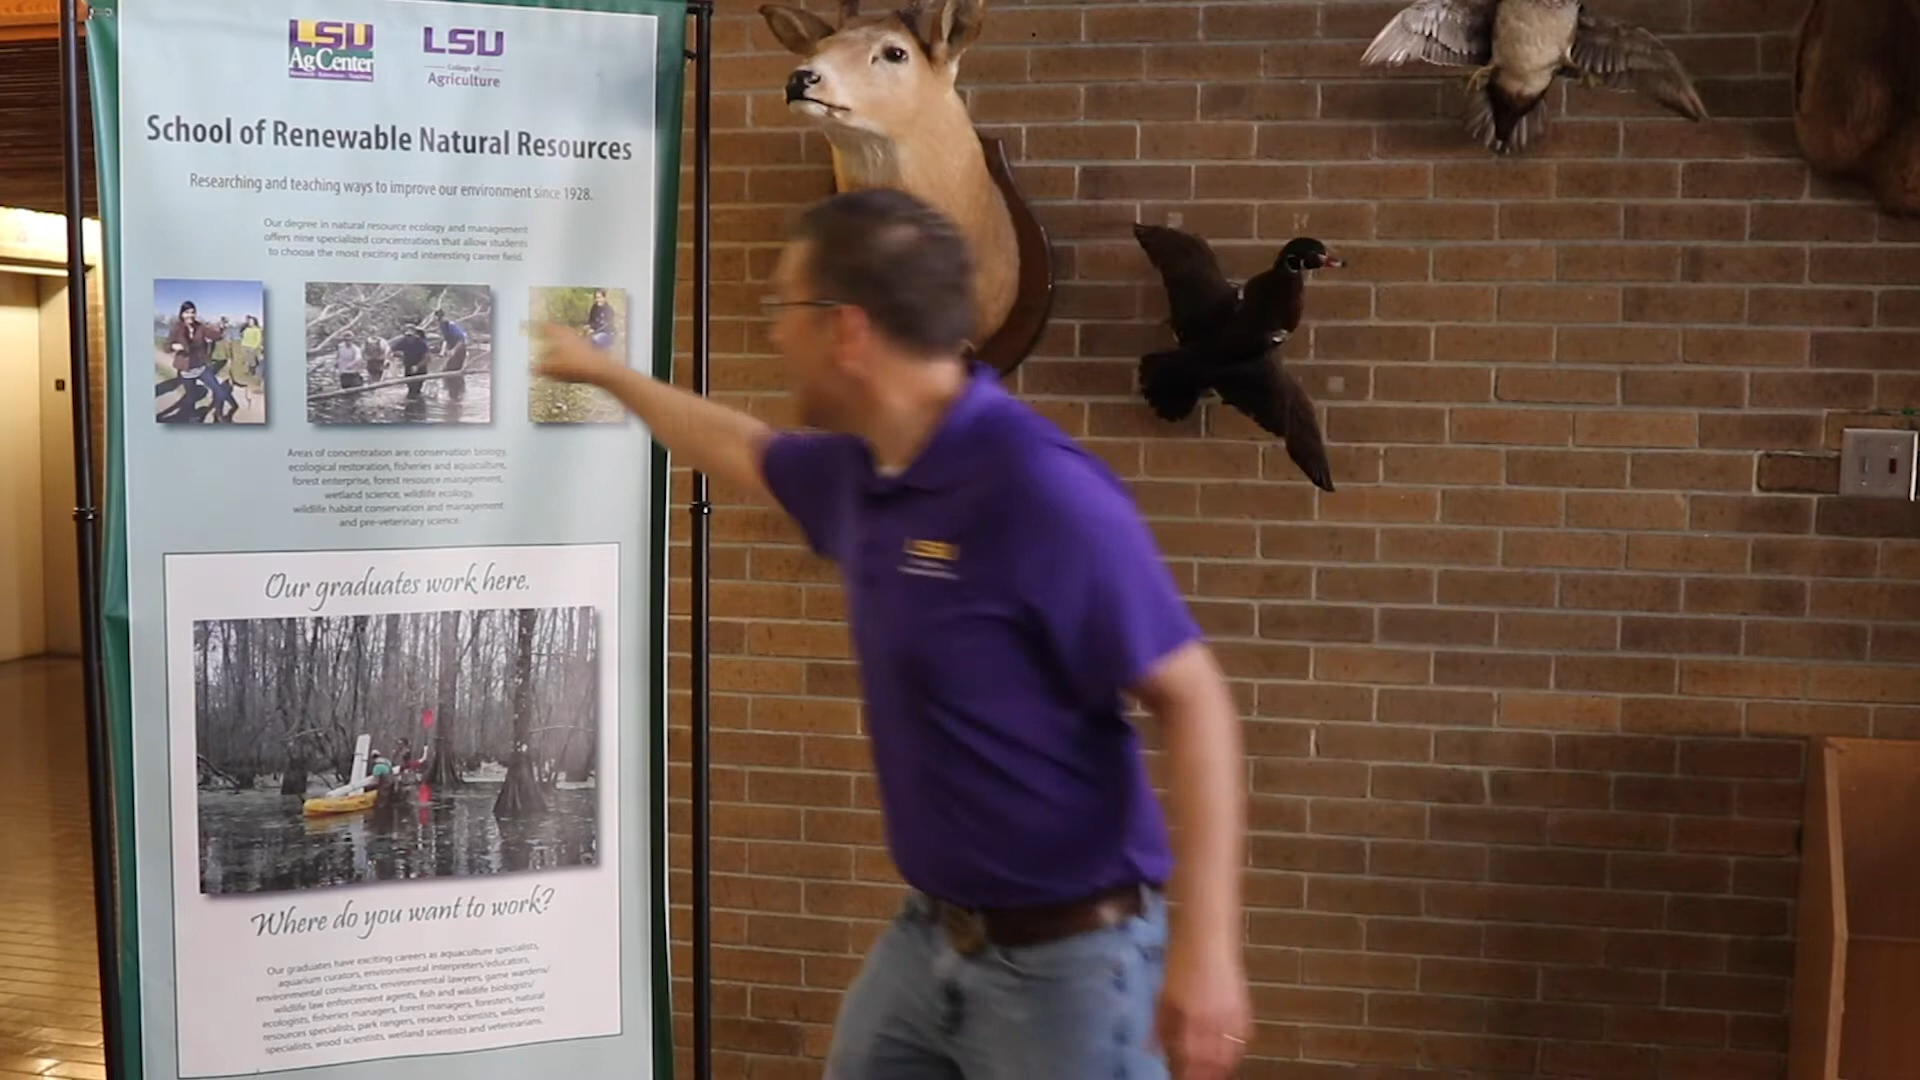 LSU
AgCenter
Research · Extension · Teaching
LSU
College of
Agriculture
School of Renewable Natural Resources
Researching and teaching ways to improve our environment since 1928.
Our degree in natural resource ecology and management
offers nine specialized concentrations that allow students
to choose the most exciting and interesting career field.
Areas of concentration are: conservation biology,
ecological restoration, fisheries and aquaculture,
forest enterprise, forest resource management,
wetland science, wildlife ecology,
wildlife habitat conservation and management
and pre-veterinary science.
Our graduates work here.
Where do you want to work?
Our graduates have exciting careers as aquaculture specialists,
aquarium curators, environmental interpreters/educators,
environmental consultants, environmental lawyers, game wardens/
wildlife law enforcement agents, fish and wildlife biologists/
ecologists, fisheries managers, forest managers, foresters, natural
resources specialists, park rangers, research scientists, wilderness
specialists, wood scientists, wetland scientists and veterinarians.
LSU